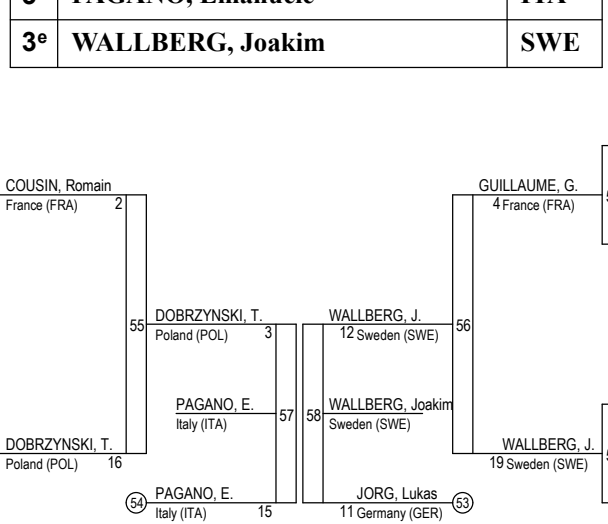 PAGANO, Emanuele ITA
3e WALLBERG, Joakim SWE
COUSIN, Romain
France (FRA) 2
GUILLAUME, G.
4 France (FRA)
55
DOBRZYNSKI, T.
Poland (POL) 3
WALLBERG, J.
12 Sweden (SWE)
56
PAGANO, E.
Italy (ITA)
57
58
WALLBERG, Joakim
Sweden (SWE)
DOBRZYNSKI, T.
Poland (POL) 16
WALLBERG, J.
19 Sweden (SWE)
54
PAGANO, E.
Italy (ITA) 15
JORG, Lukas
11 Germany (GER)
53